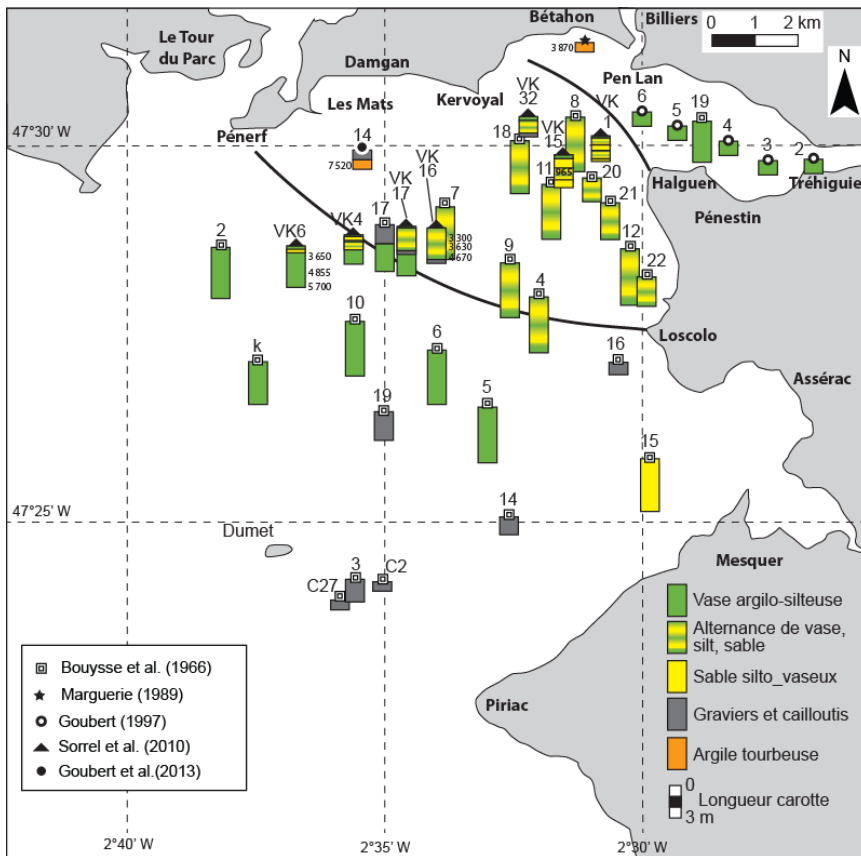 Bétahon
Billiers
0 1 2 km
Le Tour
du Parc
3 870
Damgan
Pen Lan
N
VK
32
Kervoyal
8
VK
1
6
5
19
4
3
2
Les Mats
47°30' W
Pénerf
14
7 520
18
VK
15
965
11
20
21
Halguen
Tréhiguie
Pénestin
VK
16
VK
17
7
17
VK4
VK6
2
3 300
3 630
4 670
3 650
4 855
5 700
9
4
12
22
Loscolo
10
6
k
16
Assérac
19
5
15
14
47°25' W
Dumet
Mesquer
C27
3
C2
Piriac
Vase argilo-silteuse
Alternance de vase,
silt, sable
Sable silto_vaseux
Graviers et cailloutis
Argile tourbeuse
0
Longueur carotte
3 m
Bouysse et al. (1966)
Marguerie (1989)
Goubert (1997)
Sorrel et al. (2010)
Goubert et al.(2013)
2°40' W
2°35' W
2°30' W